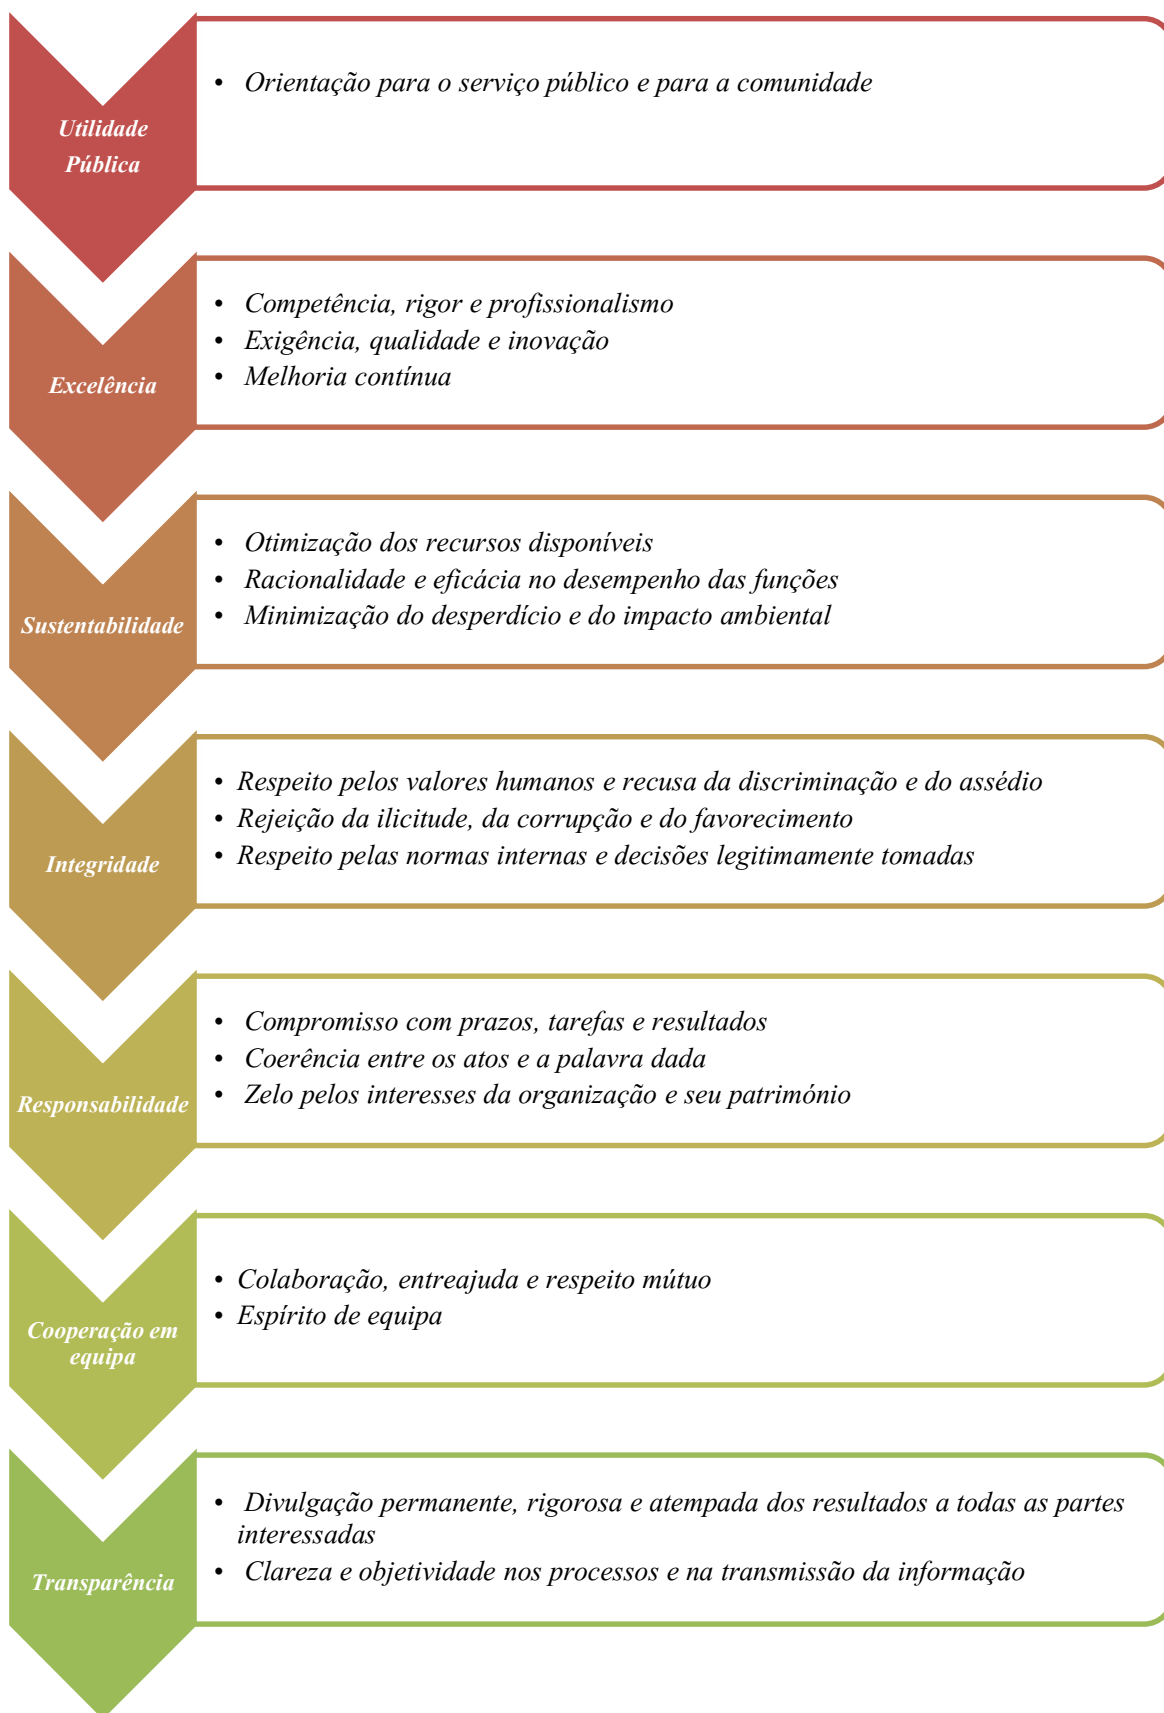 Utilidade
Pública
• Orientação para o serviço público e para a comunidade
Excelência
• Competência, rigor e profissionalismo
• Exigência, qualidade e inovação
• Melhoria contínua
Sustentabilidade
• Otimização dos recursos disponíveis
• Racionalidade e eficácia no desempenho das funções
• Minimização do desperdício e do impacto ambiental
Integridade
• Respeito pelos valores humanos e recusa da discriminação e do assédio
• Rejeição da ilicitude, da corrupção e do favorecimento
• Respeito pelas normas internas e decisões legitimamente tomadas
Responsabilidade
• Compromisso com prazos, tarefas e resultados
• Coerência entre os atos e a palavra dada
• Zelo pelos interesses da organização e seu património
Cooperação em
equipa
• Colaboração, entreajuda e respeito mútuo
• Espírito de equipa
Transparência
• Divulgação permanente, rigorosa e atempada dos resultados a todas as partes
interessadas
• Clareza e objetividade nos processos e na transmissão da informação